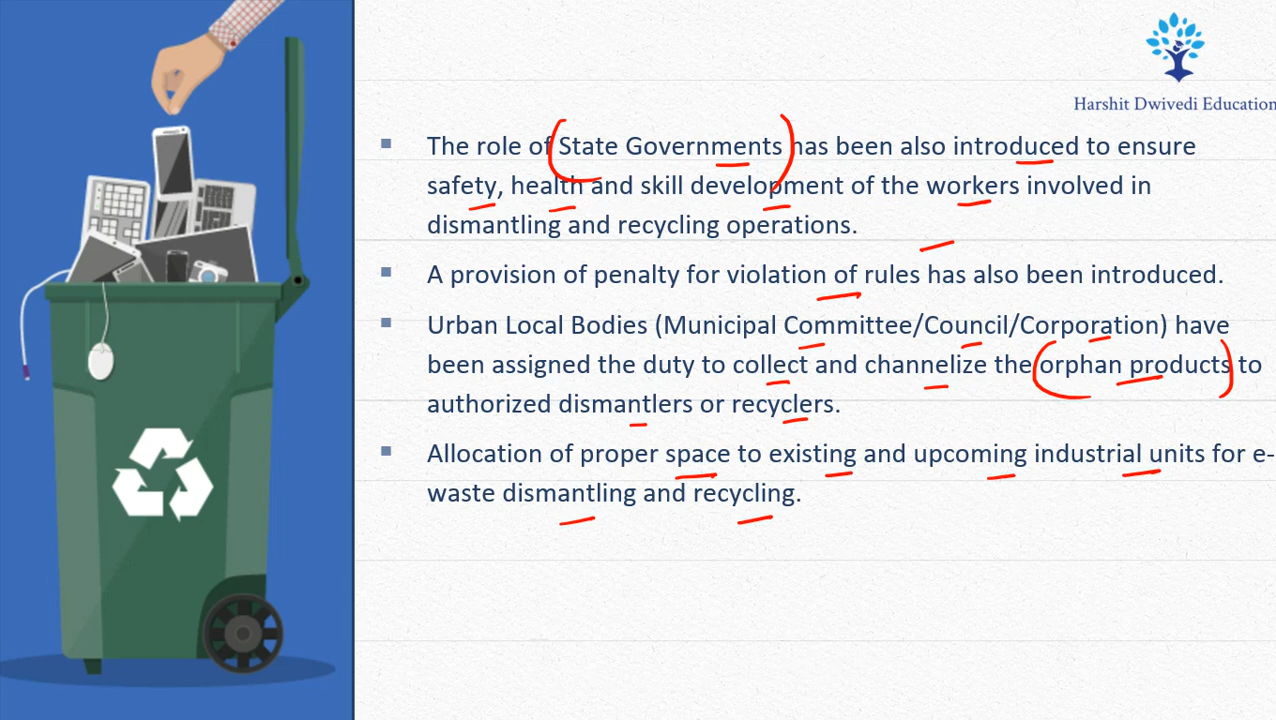 Harshit Dwivedi Education
The role of State Governments has been also introduced to ensure
safety, health and skill development of the workers involved in
dismantling and recycling operations.
A provision of penalty for violation of rules has also been introduced.
Urban Local Bodies (Municipal Committee/Council/Corporation) have
been assigned the duty to collect and channelize the orphan products to
authorized dismantlers or recyclers.
Allocation of proper space to existing and upcoming industrial units for e-
waste dismantling and recycling.